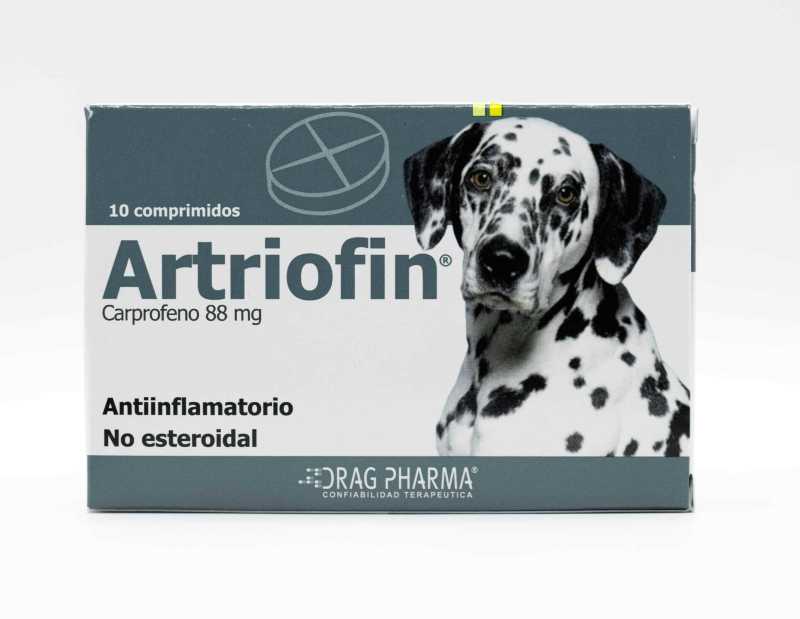 10 comprimidos
Artriofin®
Carprofeno 88 mg
Antiinflamatorio
No esteroidal
DRAG PHARMA®
CONFIABILIDAD TERAPEUTICA